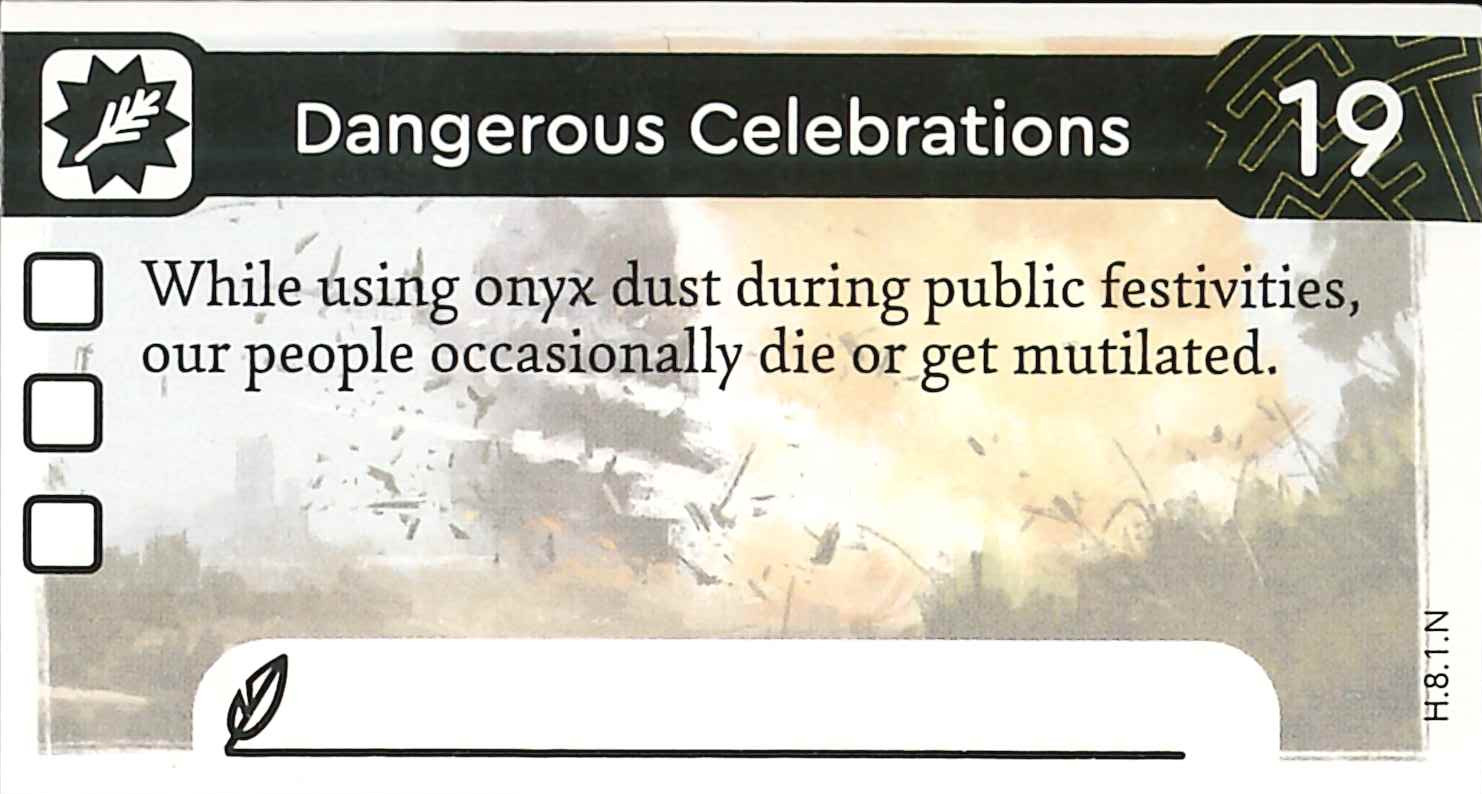 Dangerous Celebrations
19
While using onyx dust during public festivities,
our people occasionally die or get mutilated.
H.8.1.N